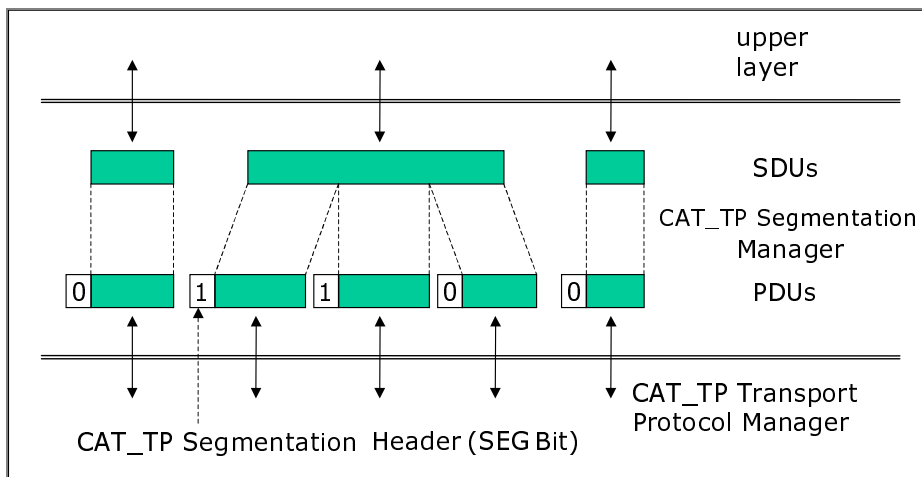 upper
layer
SDUs
CAT_TP Segmentation
Manager
0
1
1
0
0
PDUs
CAT_TP Transport
Protocol Manager
CAT_TP Segmentation Header (SEG Bit)